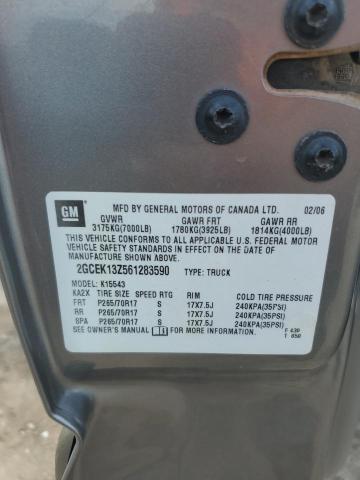 GM
MFD BY GENERAL MOTORS OF CANADA LTD. 02/06
GVWR GAWR FRT GAWR RR
3175KG(7000LB) 1780KG(3925LB) 1814KG(4000LB)
THIS VEHICLE CONFORMS TO ALL APPLICABLE U.S. FEDERAL MOTOR
VEHICLE SAFETY STANDARDS IN EFFECT ON THE DATE OF
MANUFACTURE SHOWN ABOVE.
2GCEK13Z561283590 TYPE: TRUCK
MODEL: K15543
TIRE SIZE SPEED RTG RIM COLD TIRE PRESSURE
FRT P265/70R17 S 17X7.5J 240KPA(35PSI)
RR P265/70R17 S 17X7.5J 240KPA(35PSI)
SPA P265/70R17 S 17X7.5J 240KPA(35PSI)
SEE OWNER'S MANUAL FOR MORE INFORMATION.